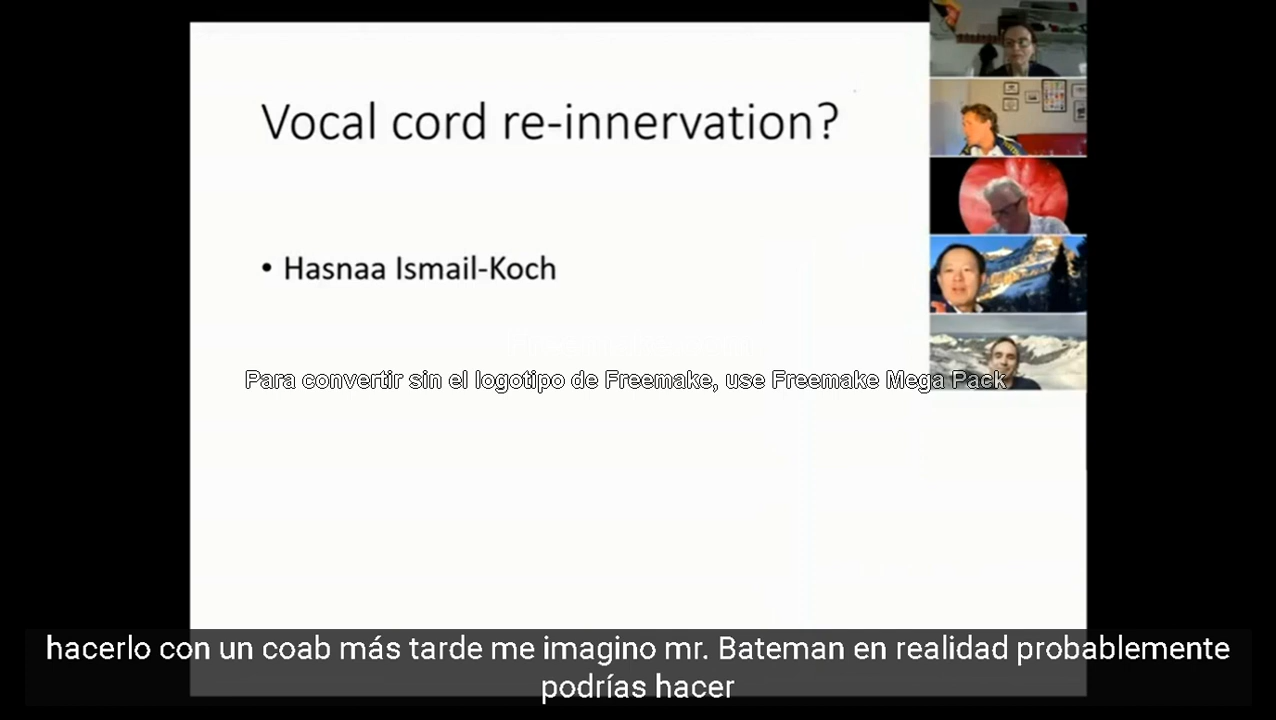 Vocal cord re-innervation?
• Hasnaa Ismail-Koch
Para convertir sin el logotipo de Freemake, use Freemake Mega Pack
hacerlo con un coab más tarde me imagino mr. Bateman en realidad probablemente
podrías hacer